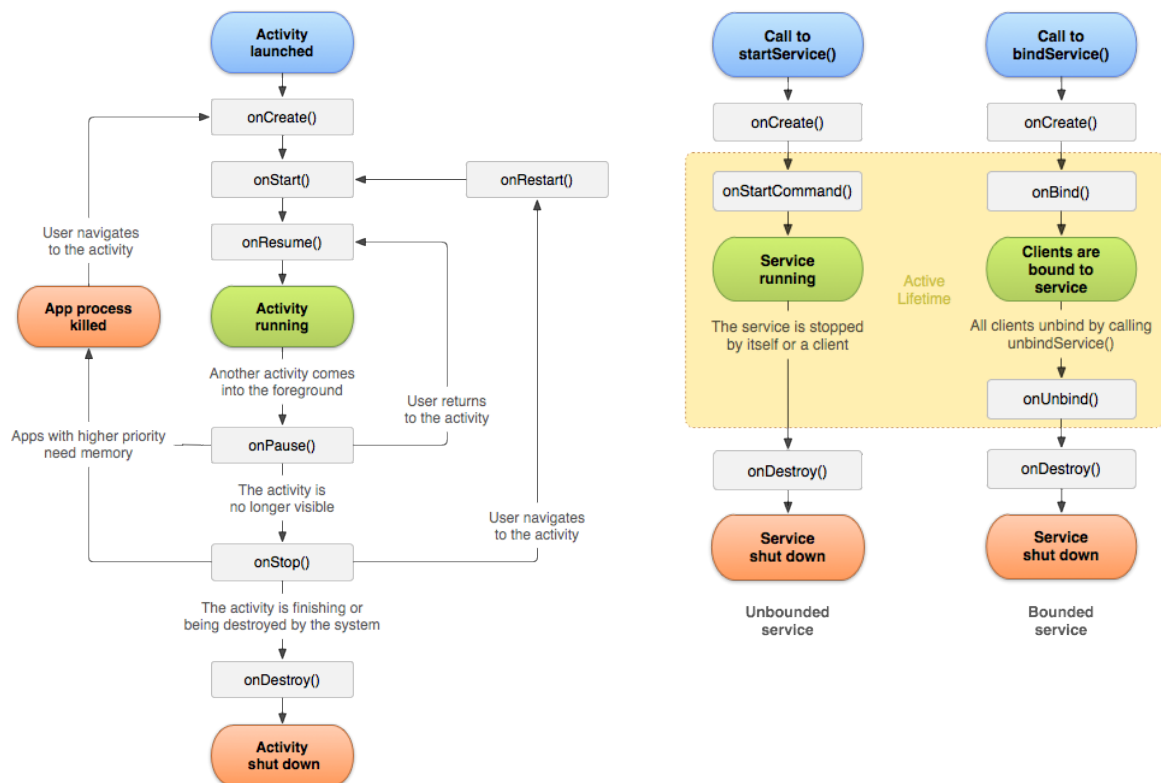 Activity
launched
onCreate()
onStart()
onRestart()
onResume()
User navigates
to the activity
App process
killed
Activity
running
Another activity comes
into the foreground
User returns
to the activity
Apps with higher priority
need memory
onPause()
The activity is
no longer visible
User navigates
to the activity
onStop()
The activity is finishing or
being destroyed by the system
onDestroy()
Activity
shut down
Call to
startService()
onCreate()
onStartCommand()
Service
running
The service is stopped
by itself or a client
onDestroy()
Service
shut down
Unbounded
service
Active
Lifetime
Call to
bindService()
onCreate()
onBind()
Clients are
bound to
service
All clients unbind by calling
unbindService()
onUnbind()
onDestroy()
Service
shut down
Bounded
service